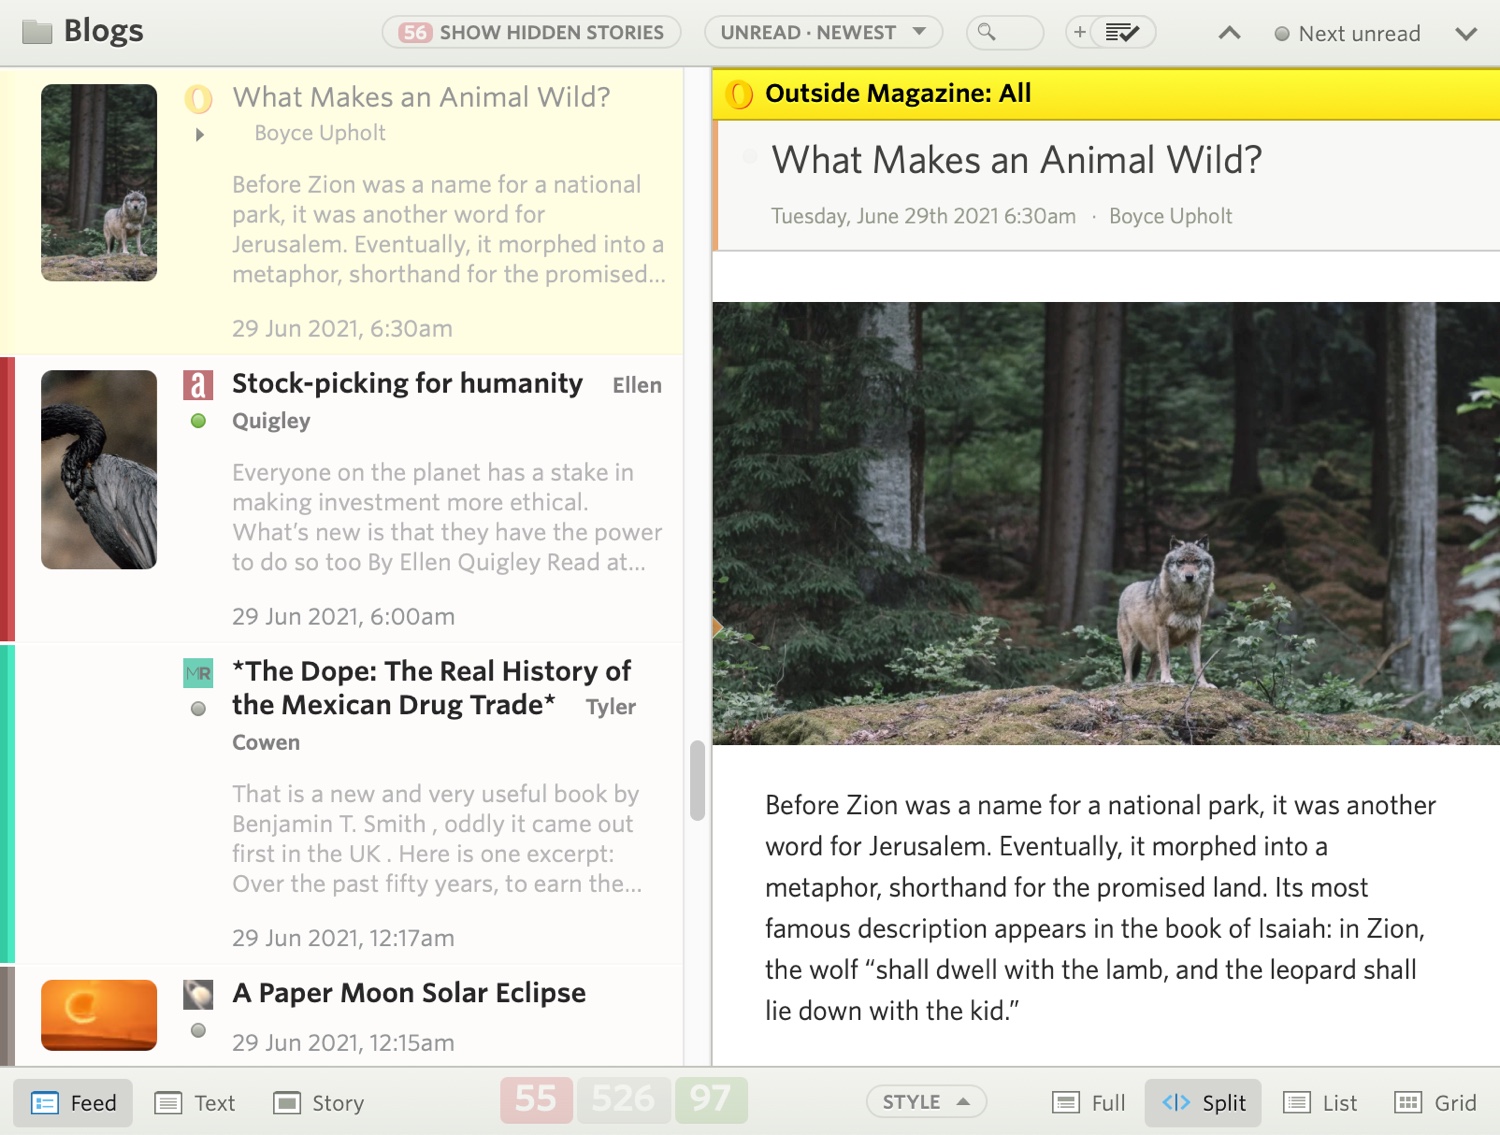 Blogs
56 SHOW HIDDEN STORIES
UNREAD · NEWEST
+
Next unread
What Makes an Animal Wild?
Boyce Upholt
Before Zion was a name for a national
park, it was another word for
Jerusalem. Eventually, it morphed into a
metaphor, shorthand for the promised...
29 Jun 2021, 6:30am
a
Stock-picking for humanity Ellen
Quigley
Everyone on the planet has a stake in
making investment more ethical.
What's new is that they have the power
to do so too By Ellen Quigley Read at...
29 Jun 2021, 6:00am
MR
*The Dope: The Real History of
the Mexican Drug Trade* Tyler
Cowen
That is a new and very useful book by
Benjamin T. Smith , oddly it came out
first in the UK . Here is one excerpt:
Over the past fifty years, to earn the...
29 Jun 2021, 12:17am
A Paper Moon Solar Eclipse
29 Jun 2021, 12:15am
Outside Magazine: All
What Makes an Animal Wild?
Tuesday, June 29th 2021 6:30am · Boyce Upholt
Before Zion was a name for a national park, it was another
word for Jerusalem. Eventually, it morphed into a
metaphor, shorthand for the promised land. Its most
famous description appears in the book of Isaiah: in Zion,
the wolf “shall dwell with the lamb, and the leopard shall
lie down with the kid.”
Feed
Text
Story
55
526
97
STYLE
Full
Split
List
Grid